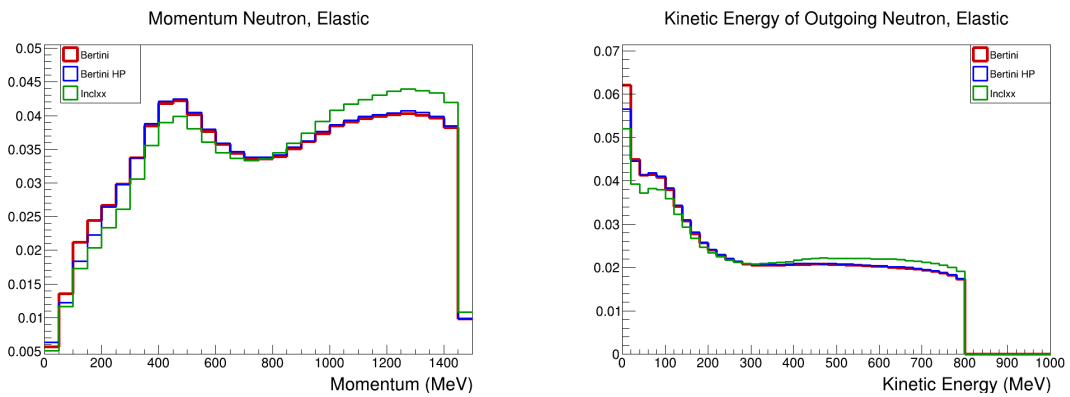 Momentum Neutron, Elastic
0.05
0.045
0.04
0.035
0.03
0.025
0.02
0.015
0.01
0.005
Bertini
Bertini HP
Inclxx
0 200 400 600 800 1000 1200 1400
Momentum (MeV)
Kinetic Energy of Outgoing Neutron, Elastic
0.07
0.06
0.05
0.04
0.03
0.02
0.01
0
Bertini
Bertini HP
Inclxx
0 100 200 300 400 500 600 700 800 900 1000
Kinetic Energy (MeV)